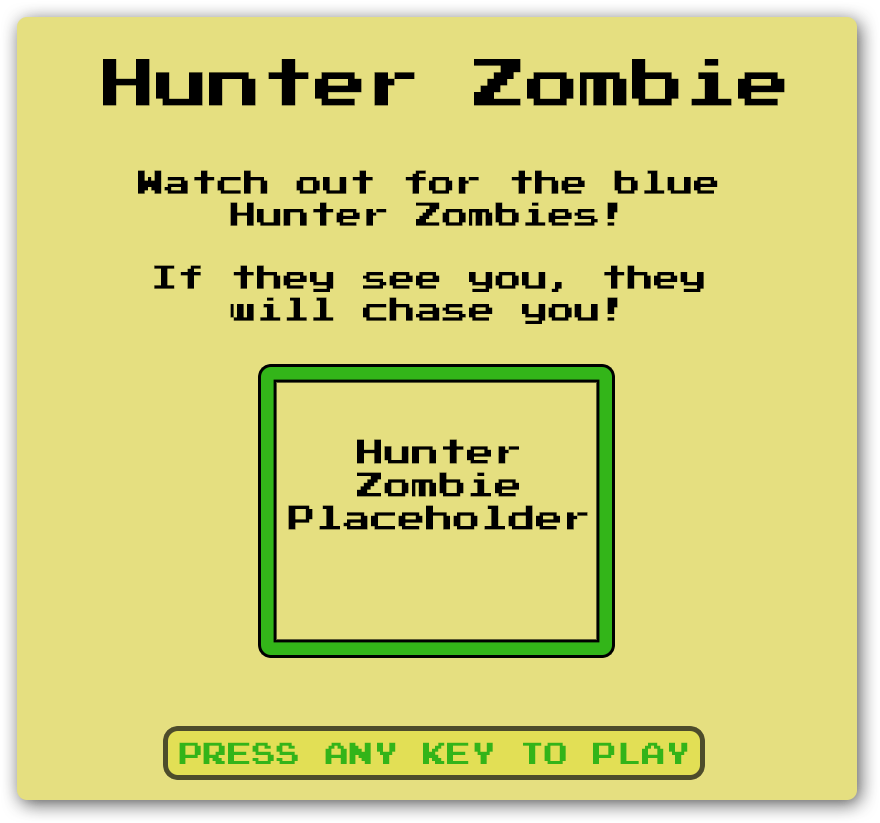 Hunter Zombie
Watch out for the blue
Hunter Zombies!
If they see you, they
will chase you!
Hunter
Zombie
Placeholder
PRESS ANY KEY TO PLAY